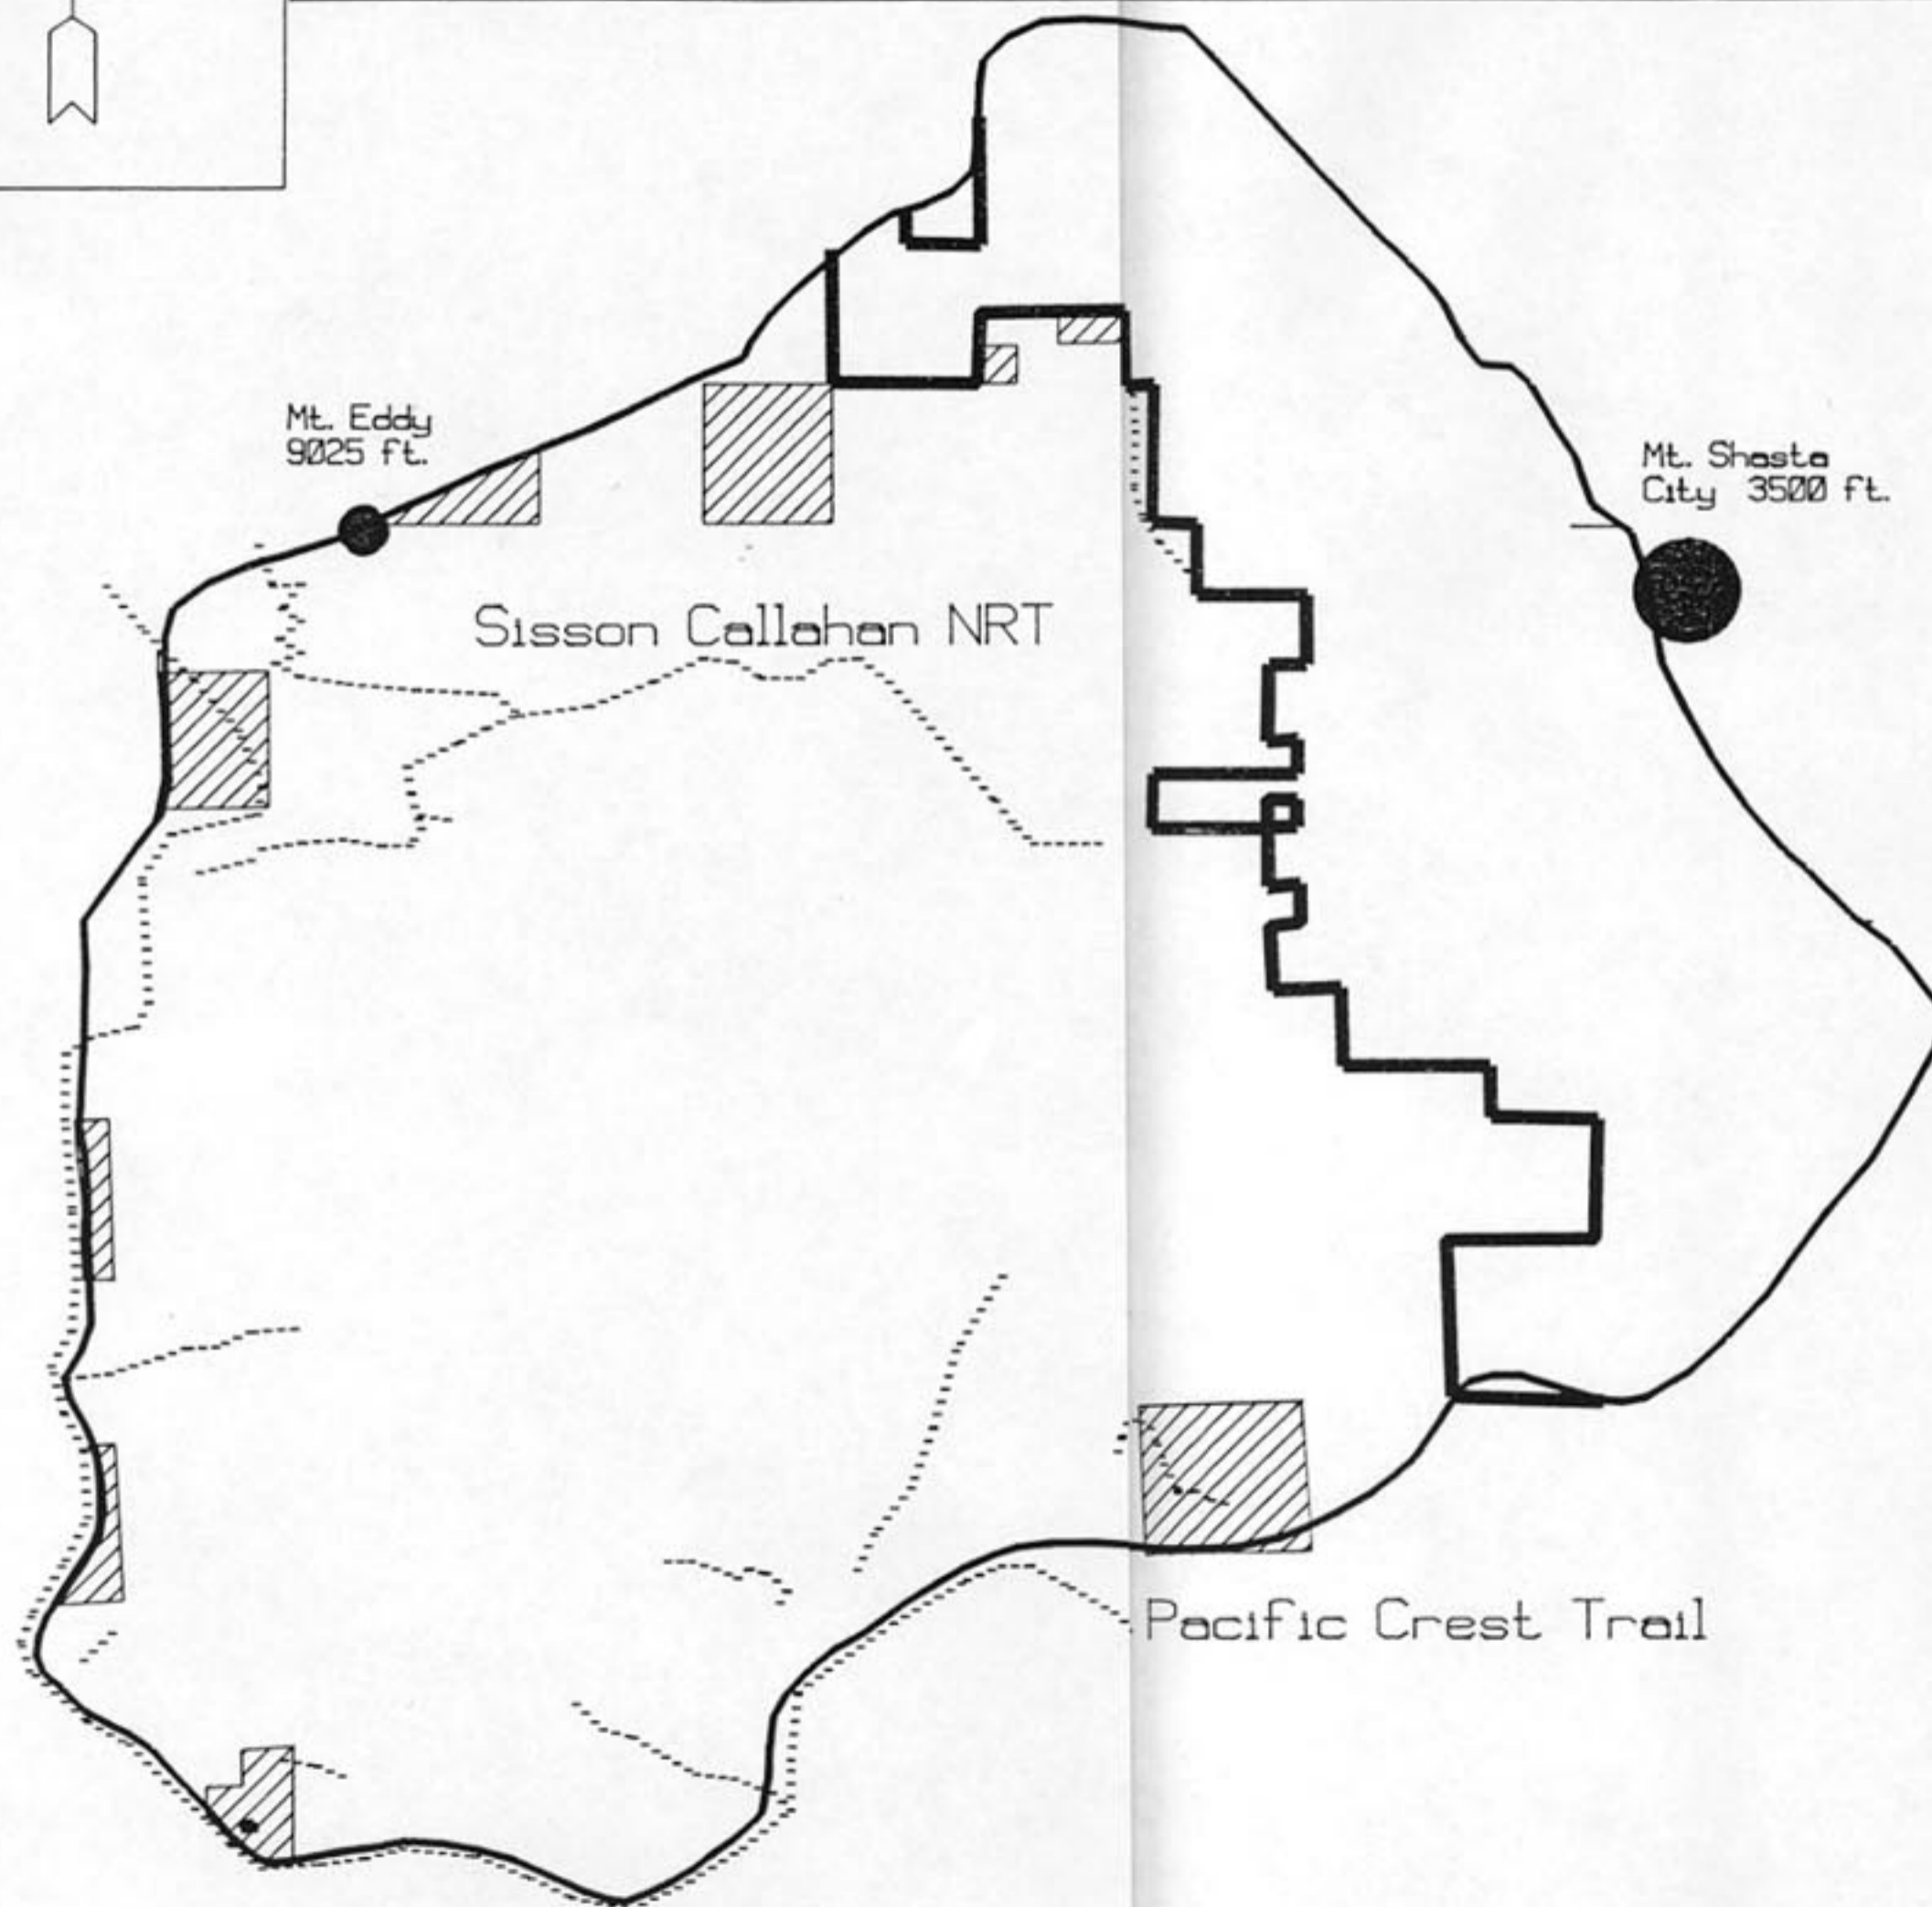 Mt. Eddy
9025 ft.
Mt. Shasta
City 3500 ft.
Sisson Callahan NRT
Pacific Crest Trail